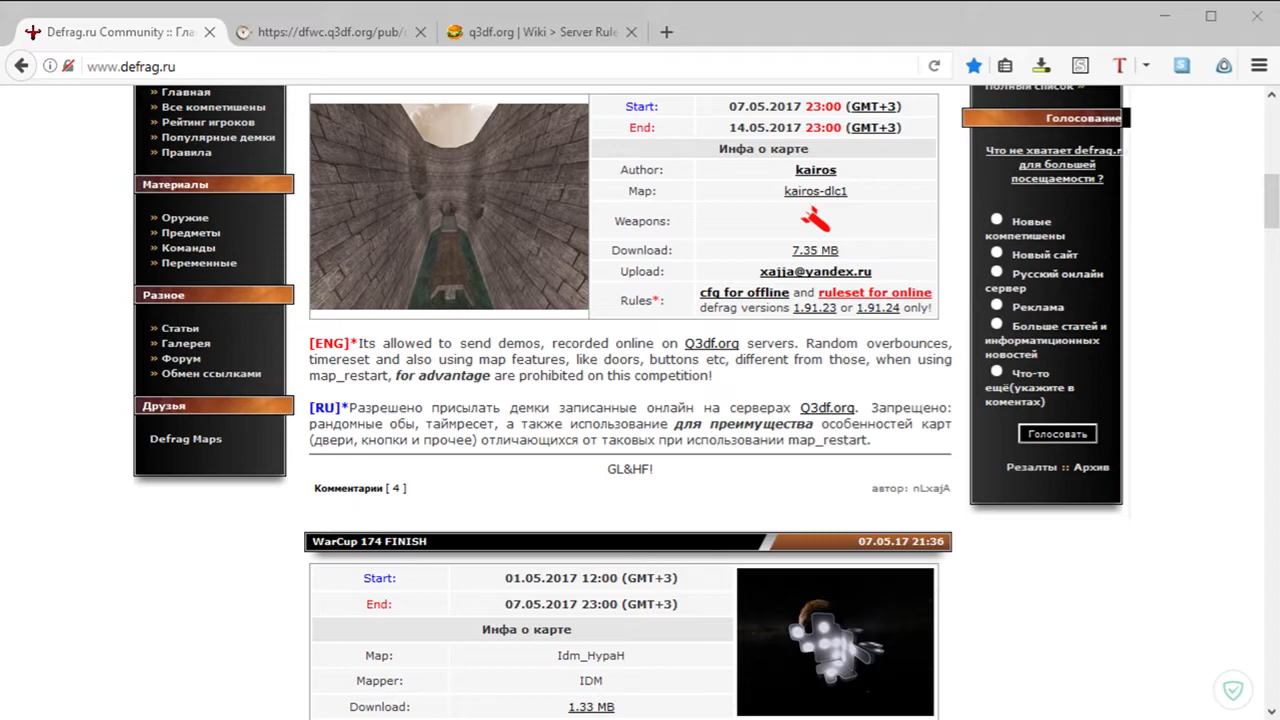 Defrag.ru Community :: Гла
https://dfwc.q3df.org/pub/
q3df.org | Wiki > Server Rule
www.defrag.ru
Главная
Все компетишены
Рейтинг игроков
Популярные демки
Правила
Материалы
Оружие
Предметы
Команды
Переменные
Разное
Статьи
Галерея
Форум
Обмен ссылками
Друзья
Defrag Maps
Start: 07.05.2017 23:00 (GMT+3)
End: 14.05.2017 23:00 (GMT+3)
Инфа о карте
Author: kairos
Map: kairos-dlc1
Weapons:
Download: 7.35 MB
Upload: xajja@yandex.ru
Rules*: cfg for offline and ruleset for online
defrag versions 1.91.23 or 1.91.24 only!
[ENG]*Its allowed to send demos, recorded online on Q3df.org servers. Random overbounces,
timereset and also using map features, like doors, buttons etc, different from those, when using
map_restart, for advantage are prohibited on this competition!
[RU]*Разрешено присылать демки записанные онлайн на серверах Q3df.org. Запрещено:
рандомные обы, таймресет, а также использование для преимущества особенностей карт
(двери, кнопки и прочее) отличающихся от таковых при использовании map_restart.
GL&HF!
Комментарии [ 4 ]
автор: nLxajA
WarCup 174 FINISH 07.05.17 21:36
Start: 01.05.2017 12:00 (GMT+3)
End: 07.05.2017 23:00 (GMT+3)
Инфа о карте
Map: Idm_HypaH
Mapper: IDM
Download: 1.33 MB
Полный список »
Голосование
Что не хватает defrag.r
для большей
посещаемости ?
Новые
компетишены
Новый сайт
Русский онлайн
сервер
Реклама
Больше статей и
информатиционных
новостей
Что-то
ещё(укажите в
коментах)
Голосовать
Резалты :: Архив